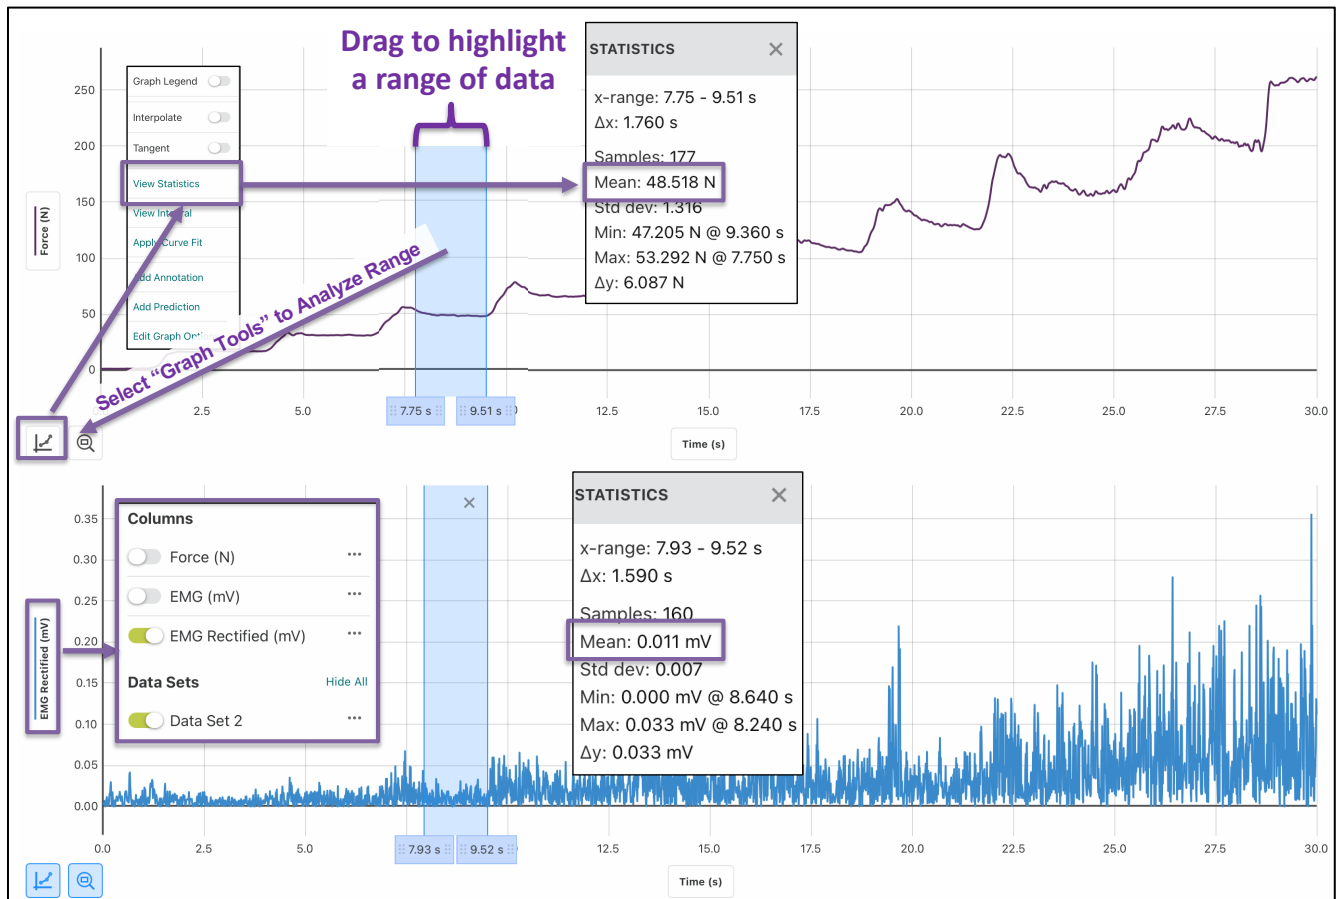 Drag to highlight
a range of data
STATISTICS
x-range: 7.75 - 9.51 s
Δx: 1.760 s
Samples: 177
Mean: 48.518 N
Std dev: 1.316
Min: 47.205 N @ 9.360 s
Max: 53.292 N @ 7.750 s
Δy: 6.087 N
Graph Legend
Interpolate
Tangent
View Statistics
View Integral
Apply Curve Fit
Add Annotation
Add Prediction
Edit Graph
Select “Graph Tools” to Analyze Range
Force (N)
250
200
150
100
50
0
2.5
5.0
7.75 s
9.51 s
12.5
15.0
17.5
20.0
22.5
25.0
27.5
30.0
Time (s)
STATISTICS
x-range: 7.93 - 9.52 s
Δx: 1.590 s
Samples: 160
Mean: 0.011 mV
Std dev: 0.007
Min: 0.000 mV @ 8.640 s
Max: 0.033 mV @ 8.240 s
Δy: 0.033 mV
Columns
Force (N)
EMG (mV)
EMG Rectified (mV)
Data Sets Hide All
Data Set 2
EMG Rectified (mV)
0.35
0.30
0.25
0.20
0.15
0.10
0.05
0.00
0.0
2.5
5.0
7.93 s
9.52 s
12.5
15.0
17.5
20.0
22.5
25.0
27.5
30.0
Time (s)